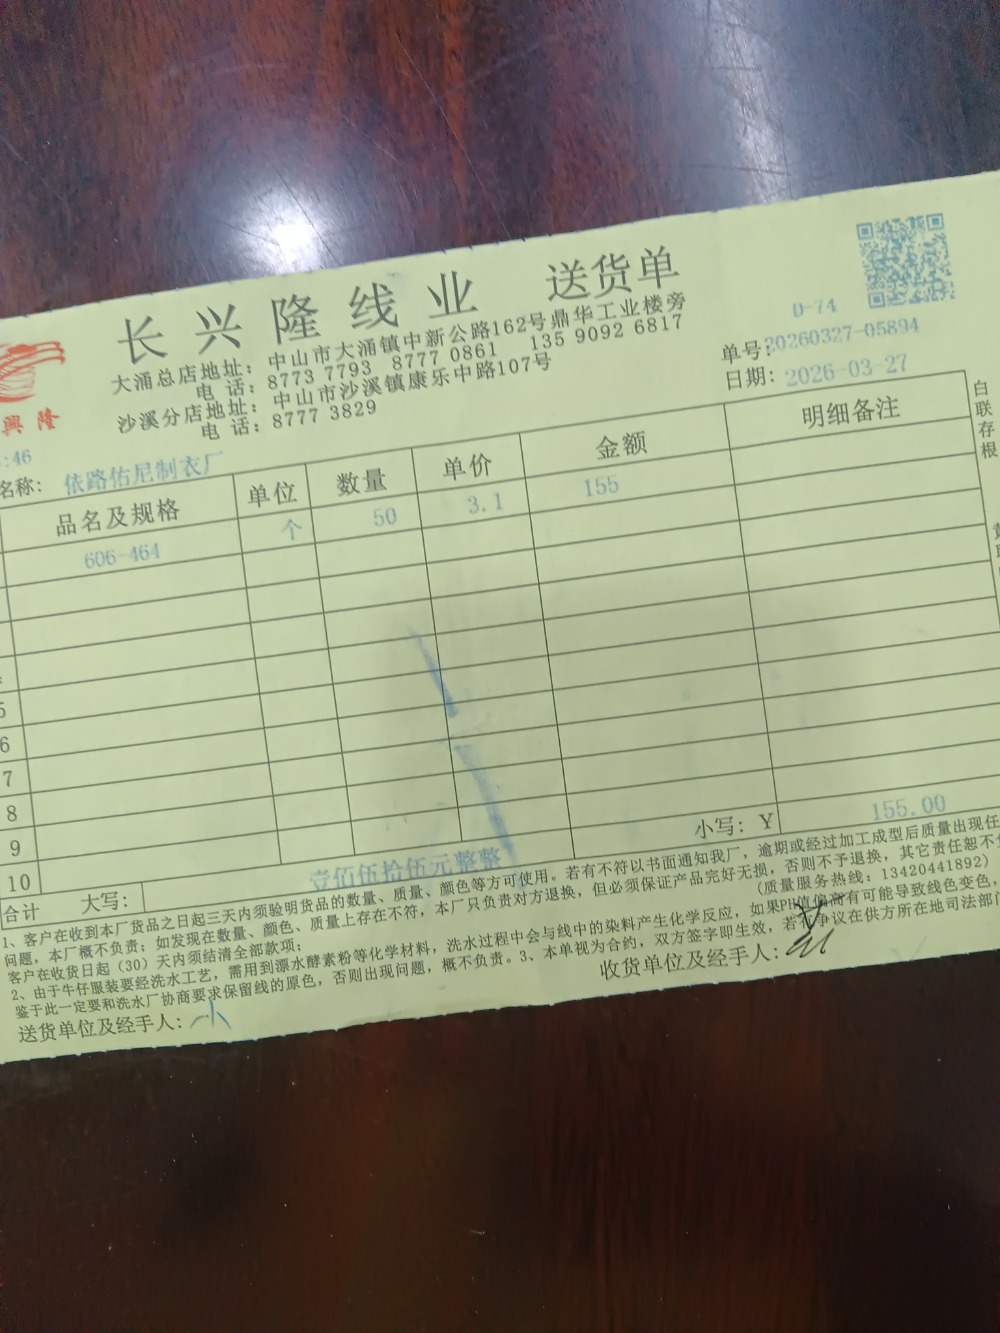 长兴隆线业 送货单
大涌总店地址：中山市大涌镇中新公路162号鼎华工业楼旁
电 话：8773 7793 8777 0861 135 9092 6817
沙溪分店地址：中山市沙溪镇康乐中路107号
电 话：8777 3829
D-74
单号：20260327-05894
日期：2026-03-27
興隆
:46
名称：依路佑尼制衣厂
品名及规格 单位 数量 单价 金额 明细备注
606-464 个 50 3.1 155
5
6
7
8
9
10
合计 大写：壹佰伍拾伍元整整 小写：Y 155.00
白联存根
1、客户在收到本厂货品之日起三天内须验明货品的数量、质量、颜色等方可使用。若有不符以书面通知我厂，逾期或经过加工成型后质量出现任
问题，本厂概不负责；如发现在数量、颜色、质量上存在不符，本厂只负责对方退换，但必须保证产品完好无损，否则不予退换，其它责任恕不
客户在收货日起（30）天内须结清全部款项； （质量服务热线：13420441892）
2、由于牛仔服装要经洗水工艺，需用到漂水酵素粉等化学材料，洗水过程中会与线中的染料产生化学反应，如果PH值偏高有可能导致线色变色，
鉴于此一定要和洗水厂协商要求保留线的原色，否则出现问题，概不负责。3、本单视为合约，双方签字即生效，若有争议在供方所在地司法部门
送货单位及经手人： 收货单位及经手人：